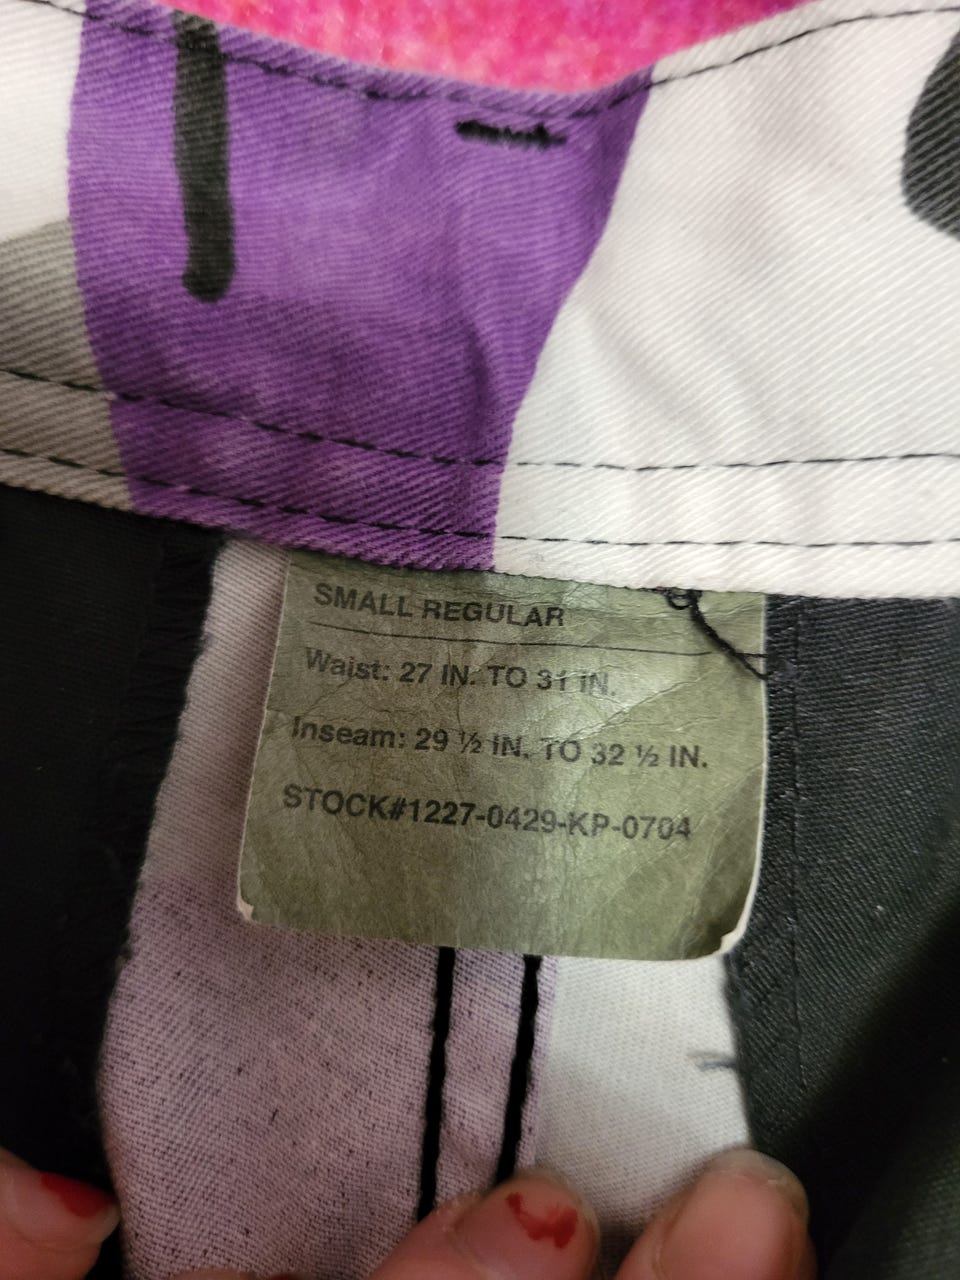 SMALL REGULAR
Waist: 27 IN. TO 31 IN.
Inseam: 29 ½ IN. TO 32 ½ IN.
STOCK#1227-0429-KP-0704